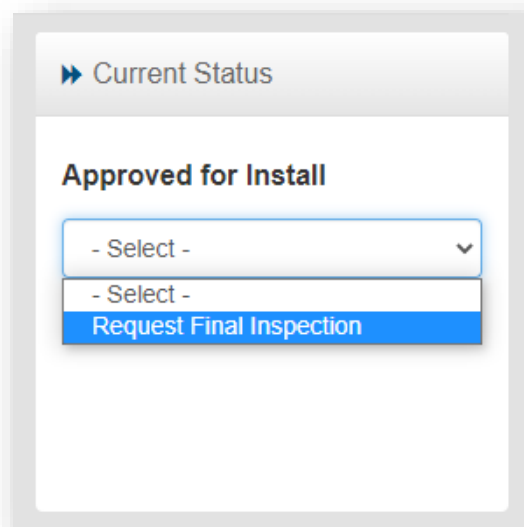 Current Status
Approved for Install
- Select -
- Select -
Request Final Inspection